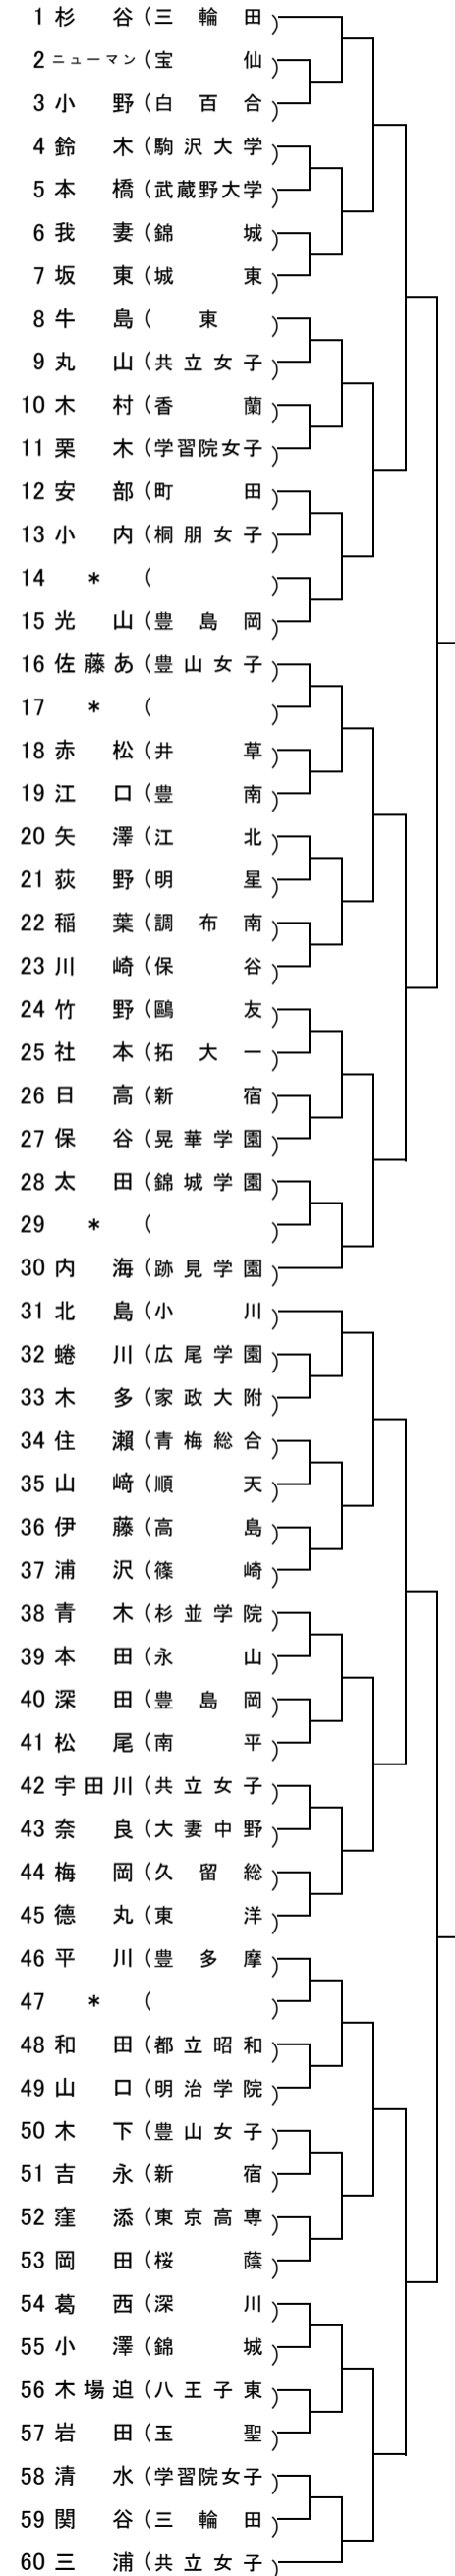 1 杉谷 (三輪田)
2 ニューマン (宝仙)
3 小野 (白百合)
4 鈴木 (駒沢大学)
5 本橋 (武蔵野大学)
6 我妻 (錦城)
7 坂東 (城東)
8 牛島 (東)
9 丸山 (共立女子)
10 木村 (香蘭)
11 栗木 (学習院女子)
12 安部 (町田)
13 小内 (桐朋女子)
14 * ( )
15 光山 (豊島岡)
16 佐藤あ (豊山女子)
17 * ( )
18 赤松 (井草)
19 江口 (豊南)
20 矢澤 (江北)
21 荻野 (明星)
22 稲葉 (調布南)
23 川崎 (保谷)
24 竹野 (鷗友)
25 社本 (拓大一)
26 日高 (新宿)
27 保谷 (晃華学園)
28 太田 (錦城学園)
29 * ( )
30 内海 (跡見学園)
31 北島 (小川)
32 蜷川 (広尾学園)
33 木多 (家政大附)
34 住瀬 (青梅総合)
35 山﨑 (順天)
36 伊藤 (高島)
37 浦沢 (篠崎)
38 青木 (杉並学院)
39 本田 (永山)
40 深田 (豊島岡)
41 松尾 (南平)
42 宇田川 (共立女子)
43 奈良 (大妻中野)
44 梅岡 (久留総)
45 德丸 (東洋)
46 平川 (豊多摩)
47 * ( )
48 和田 (都立昭和)
49 山口 (明治学院)
50 木下 (豊山女子)
51 吉永 (新宿)
52 窪添 (東京高専)
53 岡田 (桜蔭)
54 葛西 (深川)
55 小澤 (錦城)
56 木場迫 (八王子東)
57 岩田 (玉聖)
58 清水 (学習院女子)
59 関谷 (三輪田)
60 三浦 (共立女子)